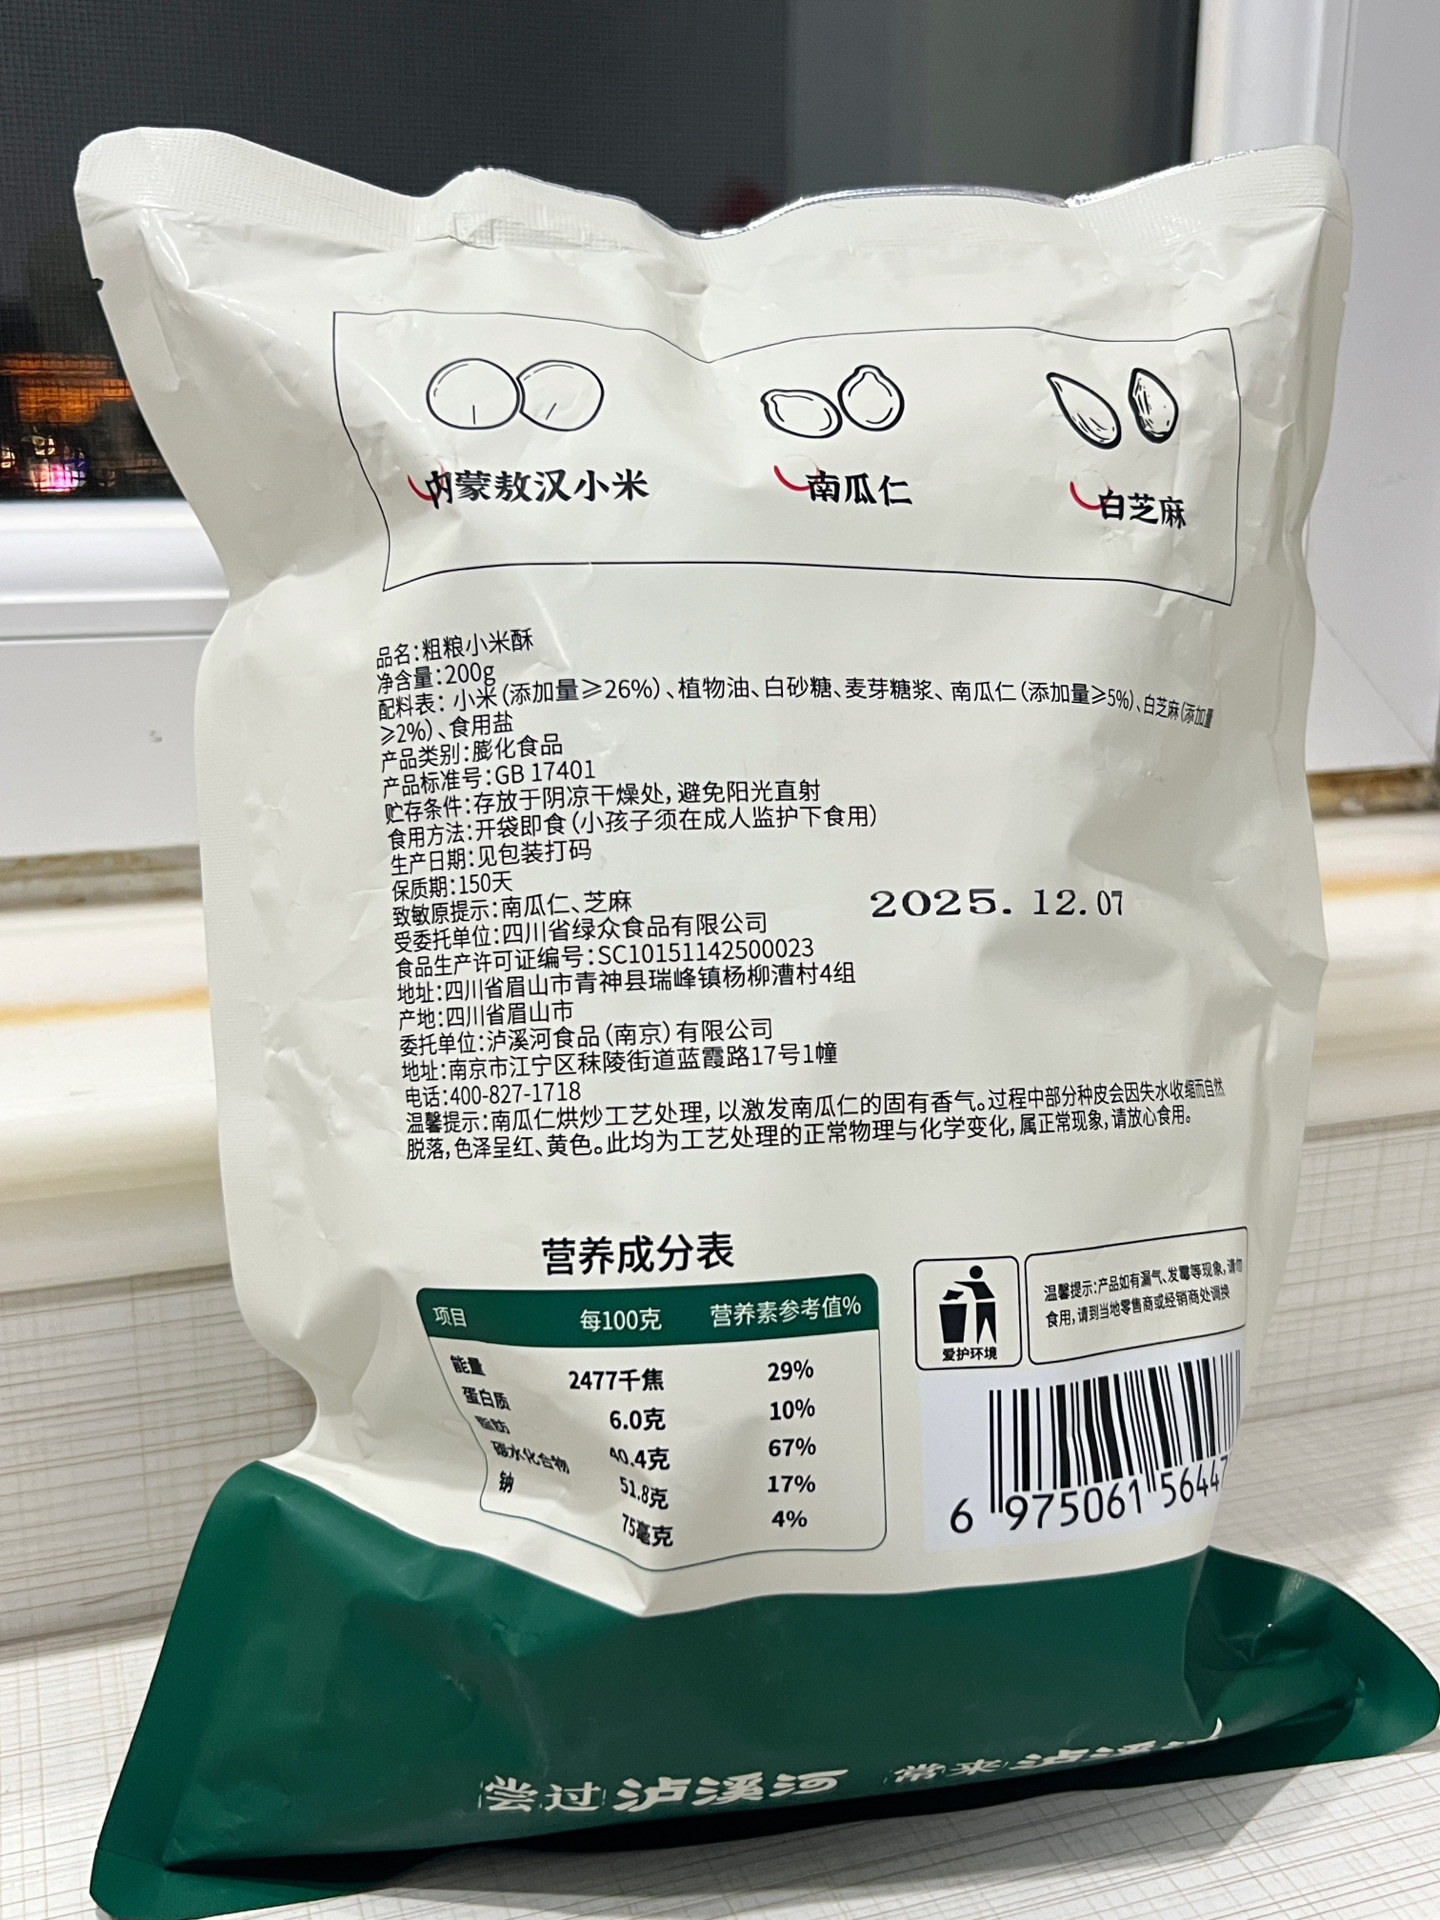 内蒙敖汉小米
南瓜仁
白芝麻
品名:粗粮小米酥
净含量:200g
配料表: 小米(添加量≥26%)、植物油、白砂糖、麦芽糖浆、南瓜仁(添加量≥5%)、白芝麻(添加量
≥2%)、食用盐
产品类别:膨化食品
产品标准号:GB 17401
贮存条件:存放于阴凉干燥处,避免阳光直射
食用方法:开袋即食(小孩子须在成人监护下食用)
生产日期:见包装打码
保质期:150天
致敏原提示:南瓜仁、芝麻
2025.12.07
受委托单位:四川省绿众食品有限公司
食品生产许可证编号:SC10151142500023
地址:四川省眉山市青神县瑞峰镇杨柳漕村4组
产地:四川省眉山市
委托单位:泸溪河食品(南京)有限公司
地址:南京市江宁区秣陵街道蓝霞路17号1幢
电话:400-827-1718
温馨提示:南瓜仁烘炒工艺处理,以激发南瓜仁的固有香气。过程中部分种皮会因失水收缩而自然
脱落,色泽呈红、黄色。此均为工艺处理的正常物理与化学变化,属正常现象,请放心食用。
营养成分表
项目 每100克 营养素参考值%
能量 2477千焦 29%
蛋白质 6.0克 10%
脂肪 40.4克 67%
碳水化合物 51.8克 17%
钠 75毫克 4%
爱护环境
温馨提示:产品如有漏气、发霉等现象,请勿
食用,请到当地零售商或经销商处调换
6 975061 56447
尝过泸溪河 常来泸溪河